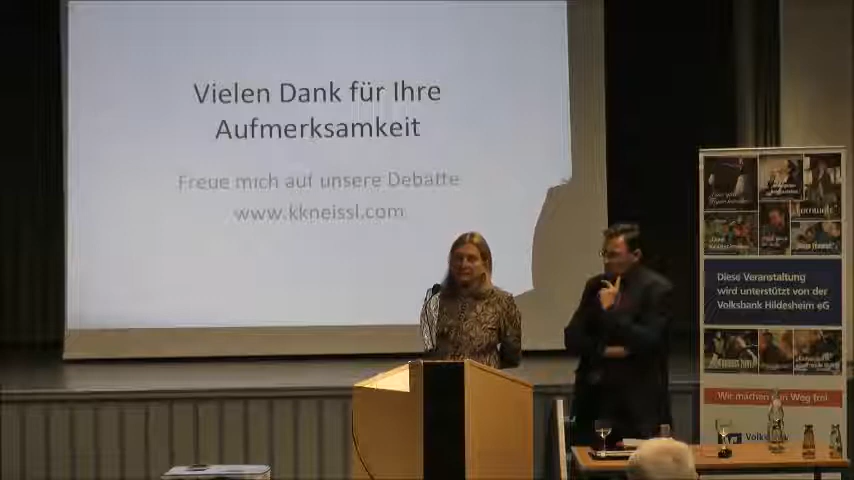 Vielen Dank für Ihre
Aufmerksamkeit
Freue mich auf unsere Debatte
www.kkneissl.com
Diese Veranstaltung
wird unterstützt von der
Volksbank Hildesheim eG
Wir machen den Weg frei